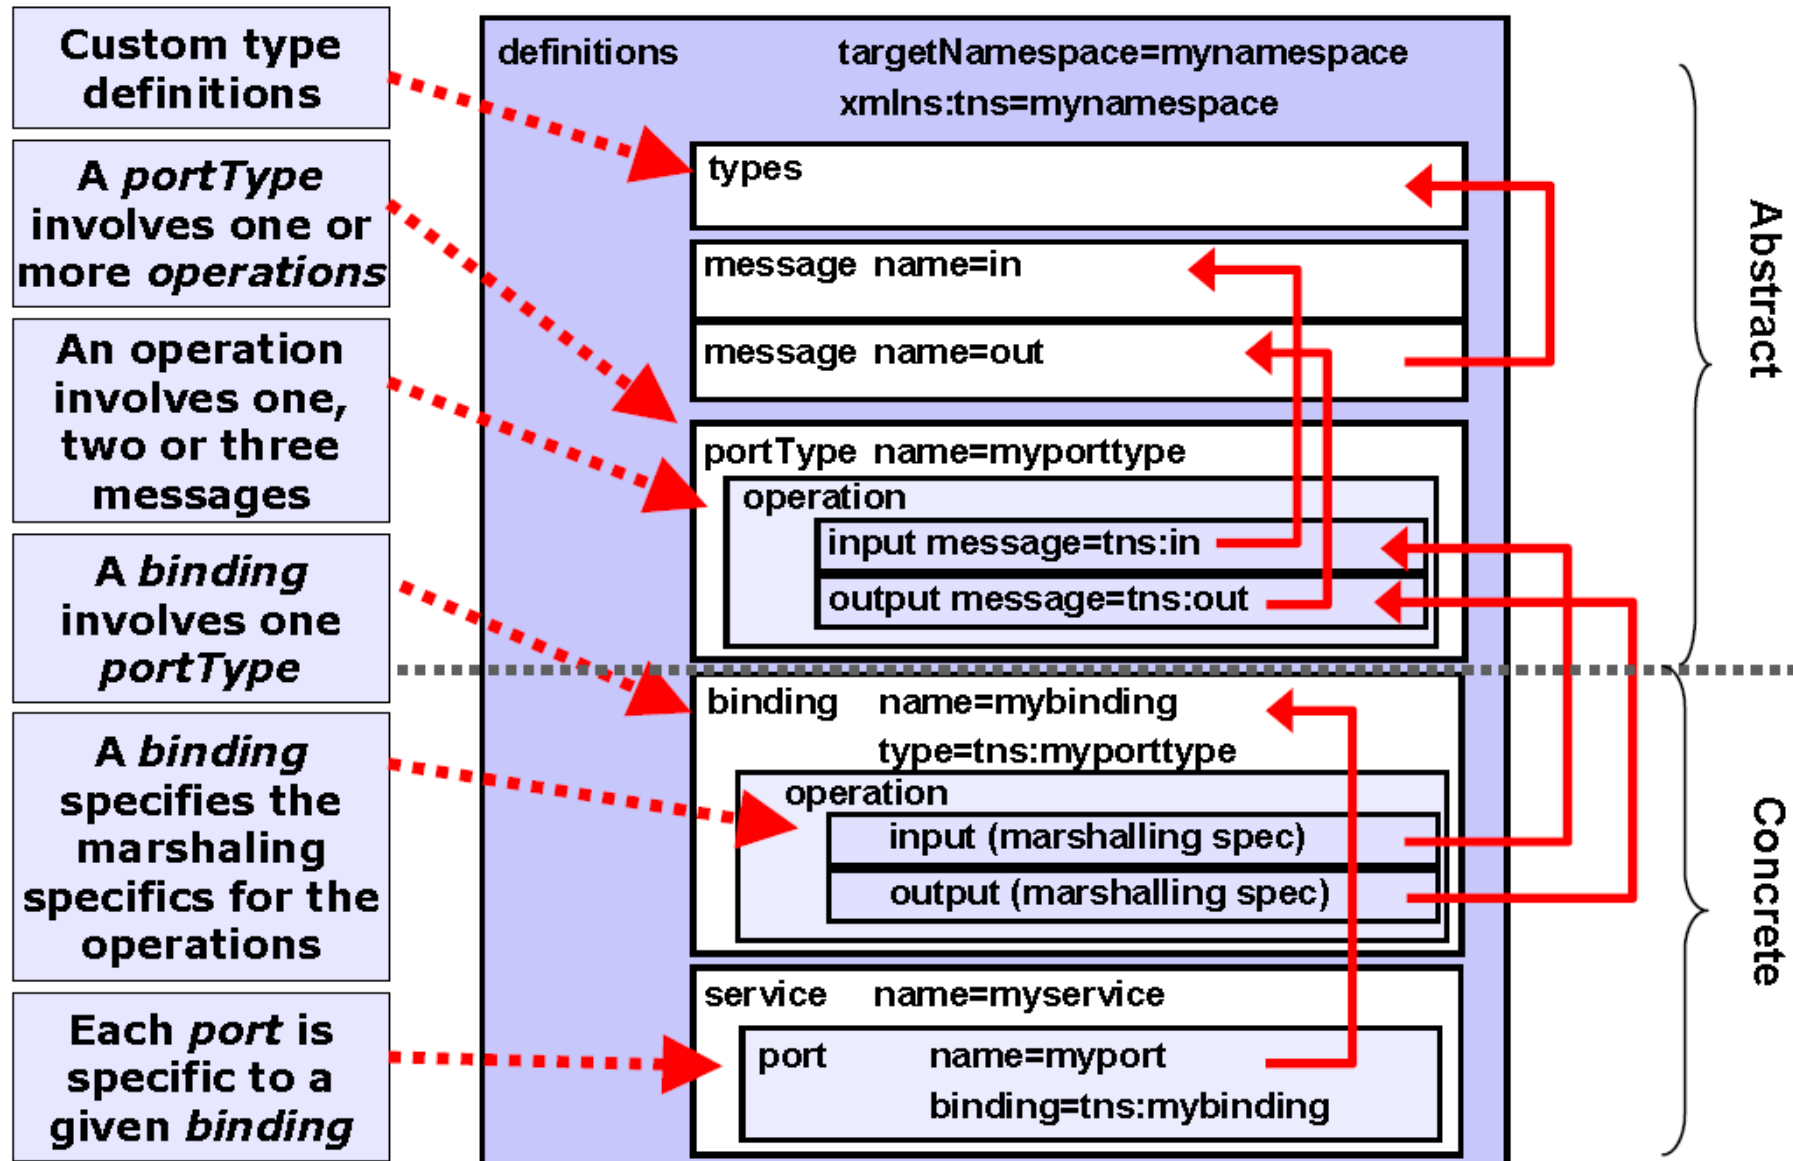 Custom type
definitions
A portType
involves one or
more operations
An operation
involves one,
two or three
messages
A binding
involves one
portType
A binding
specifies the
marshaling
specifics for the
operations
Each port is
specific to a
given binding
definitions targetNamespace=mynamespace
xmlns:tns=mynamespace
types
message name=in
message name=out
portType name=myporttype
operation
input message=tns:in
output message=tns:out
binding name=mybinding
type=tns:myporttype
operation
input (marshalling spec)
output (marshalling spec)
service name=myservice
port name=myport
binding=tns:mybinding
Abstract
Concrete